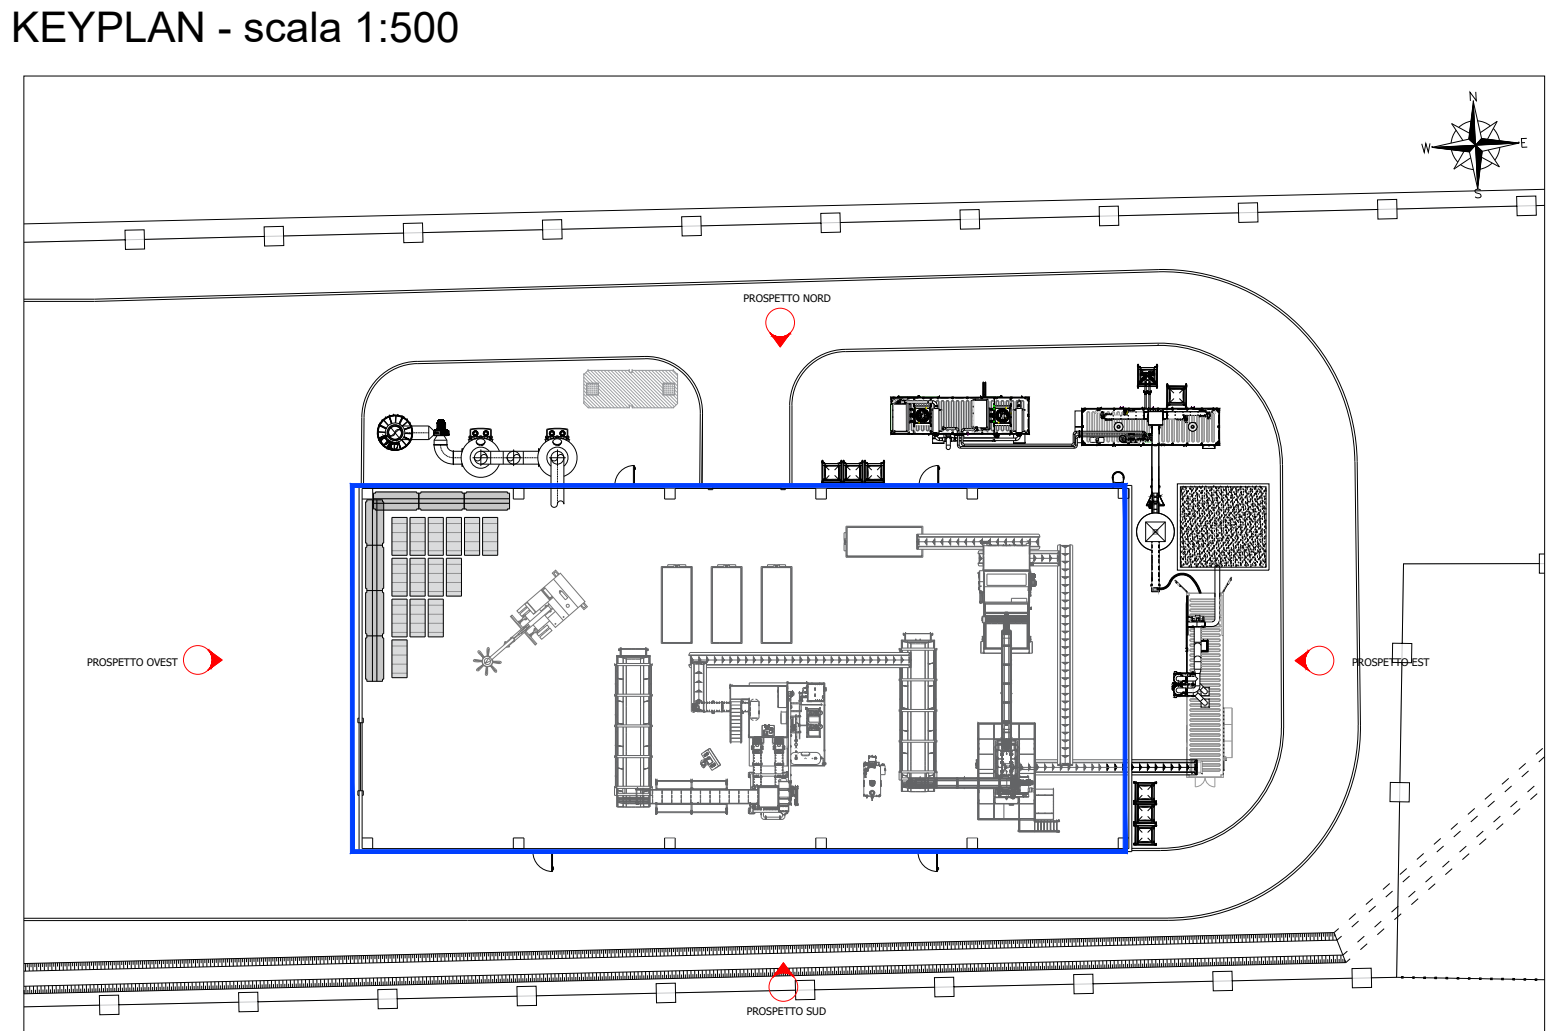 KEYPLAN - scala 1:500
N
W
E
S
PROSPETTO NORD
PROSPETTO OVEST
PROSPETTO EST
PROSPETTO SUD